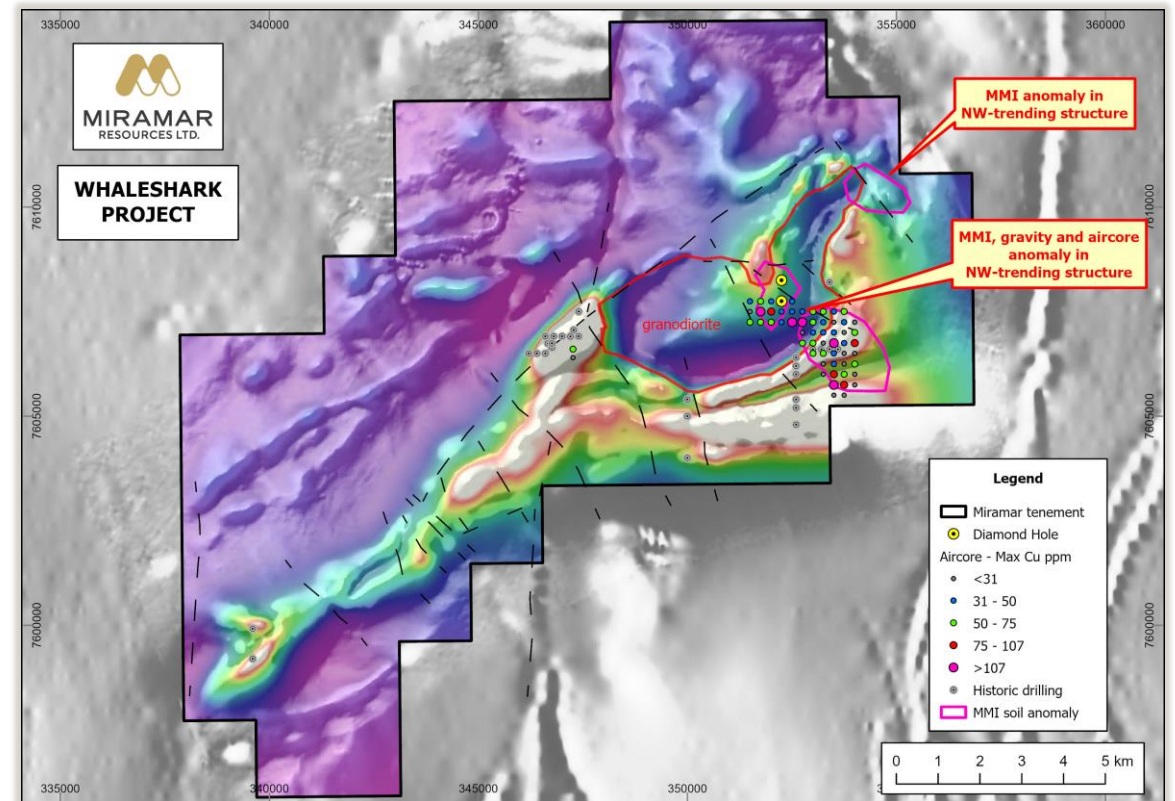 335000
340000
345000
350000
355000
360000
MIRAMAR
RESOURCES LTD.
WHALESHARK
PROJECT
MMI anomaly in
NW-trending structure
MMI, gravity and aircore
anomaly in
NW-trending structure
granodiorite
7610000
7610000
7605000
7605000
7600000
7600000
Legend
Miramar tenement
Diamond Hole
Aircore - Max Cu ppm
<31
31 - 50
50 - 75
75 - 107
>107
Historic drilling
MMI soil anomaly
0 1 2 3 4 5 km
335000
340000
345000
350000
355000
360000